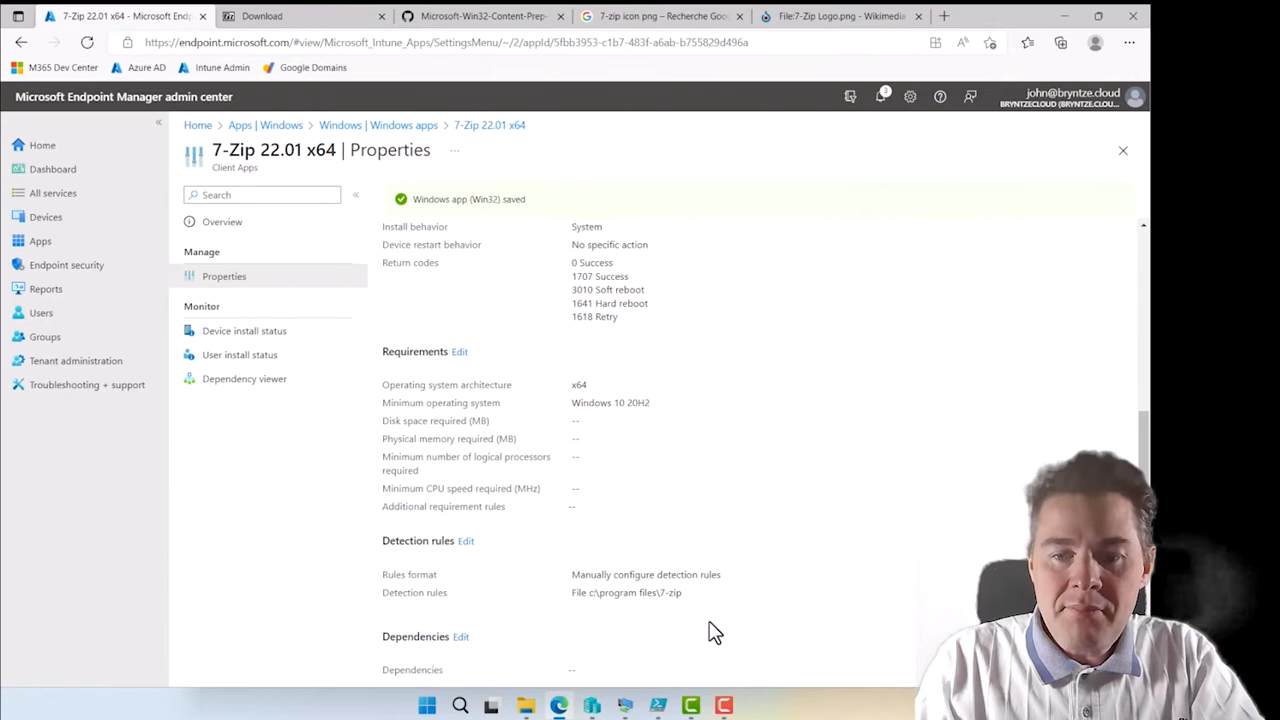 7-Zip 22.01 x64 - Microsoft Endp
Download
Microsoft-Win32-Content-Prep-
7-zip icon png – Recherche Goo
File:7-Zip Logo.png - Wikimedia
https://endpoint.microsoft.com/#view/Microsoft_Intune_Apps/SettingsMenu/~/2/appId/5fbb3953-c1b7-483f-a6ab-b755829d496a
M365 Dev Center
Azure AD
Intune Admin
Google Domains
Microsoft Endpoint Manager admin center
3
john@bryntze.cloud
BRYNTZECLOUD (BRYNTZE.CLOU...
Home
Dashboard
All services
Devices
Apps
Endpoint security
Reports
Users
Groups
Tenant administration
Troubleshooting + support
Home > Apps | Windows > Windows | Windows apps > 7-Zip 22.01 x64
7-Zip 22.01 x64 | Properties ...
Client Apps
Search
Overview
Manage
Properties
Monitor
Device install status
User install status
Dependency viewer
Windows app (Win32) saved
Install behavior System
Device restart behavior No specific action
Return codes 0 Success
1707 Success
3010 Soft reboot
1641 Hard reboot
1618 Retry
Requirements Edit
Operating system architecture x64
Minimum operating system Windows 10 20H2
Disk space required (MB) --
Physical memory required (MB) --
Minimum number of logical processors --
required
Minimum CPU speed required (MHz) --
Additional requirement rules --
Detection rules Edit
Rules format Manually configure detection rules
Detection rules File c:\program files\7-zip
Dependencies Edit
Dependencies --